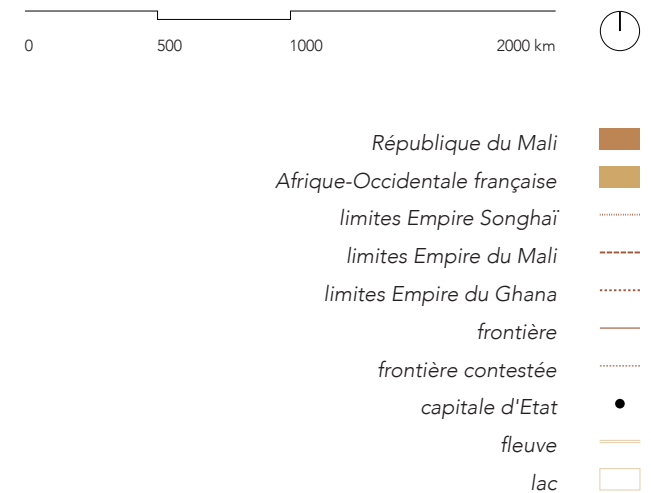 0 500 1000 2000 km
République du Mali
Afrique-Occidentale française
limites Empire Songhaï
limites Empire du Mali
limites Empire du Ghana
frontière
frontière contestée
capitale d'Etat
fleuve
lac